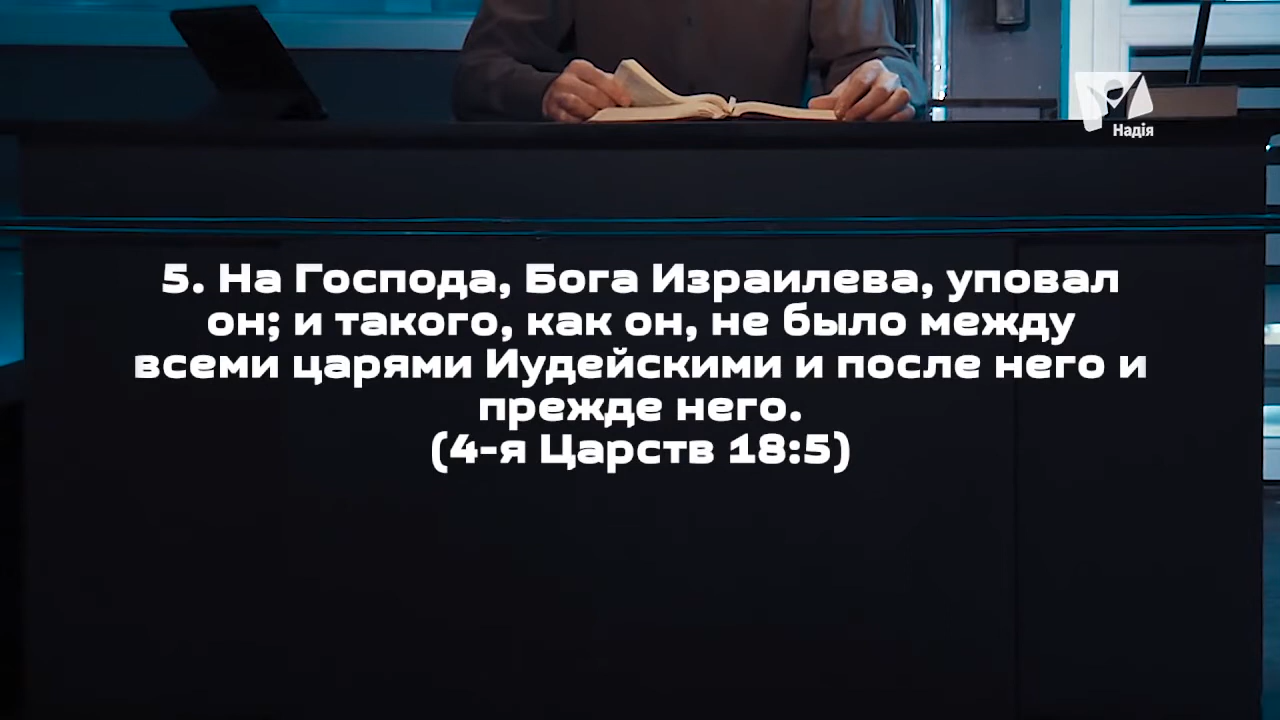 Надія
5. На Господа, Бога Израилева, уповал
он; и такого, как он, не было между
всеми царями Иудейскими и после него и
прежде него.
(4-я Царств 18:5)